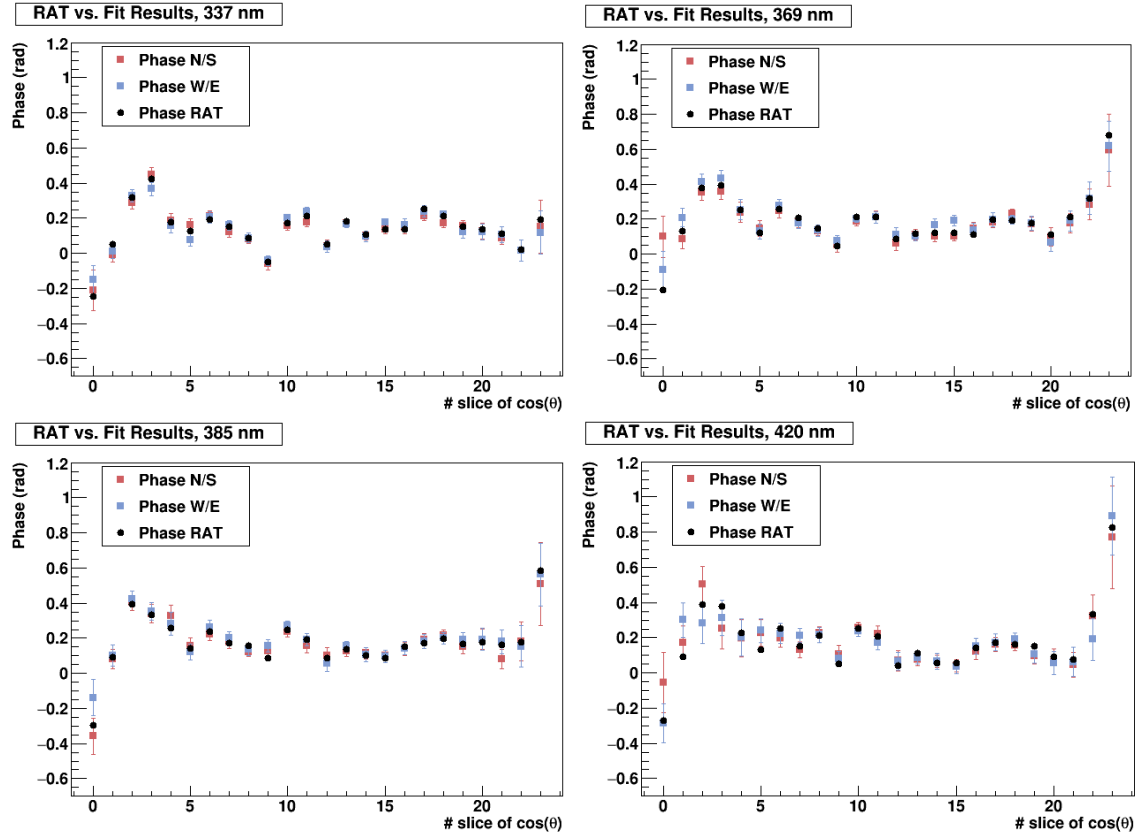 RAT vs. Fit Results, 337 nm
Phase (rad)
1.2
1
0.8
0.6
0.4
0.2
0
−0.2
−0.4
−0.6
Phase N/S
Phase W/E
Phase RAT
0 5 10 15 20
# slice of cos(θ)
RAT vs. Fit Results, 369 nm
Phase (rad)
1.2
1
0.8
0.6
0.4
0.2
0
−0.2
−0.4
−0.6
Phase N/S
Phase W/E
Phase RAT
0 5 10 15 20
# slice of cos(θ)
RAT vs. Fit Results, 385 nm
Phase (rad)
1.2
1
0.8
0.6
0.4
0.2
0
−0.2
−0.4
−0.6
Phase N/S
Phase W/E
Phase RAT
0 5 10 15 20
# slice of cos(θ)
RAT vs. Fit Results, 420 nm
Phase (rad)
1.2
1
0.8
0.6
0.4
0.2
0
−0.2
−0.4
−0.6
Phase N/S
Phase W/E
Phase RAT
0 5 10 15 20
# slice of cos(θ)